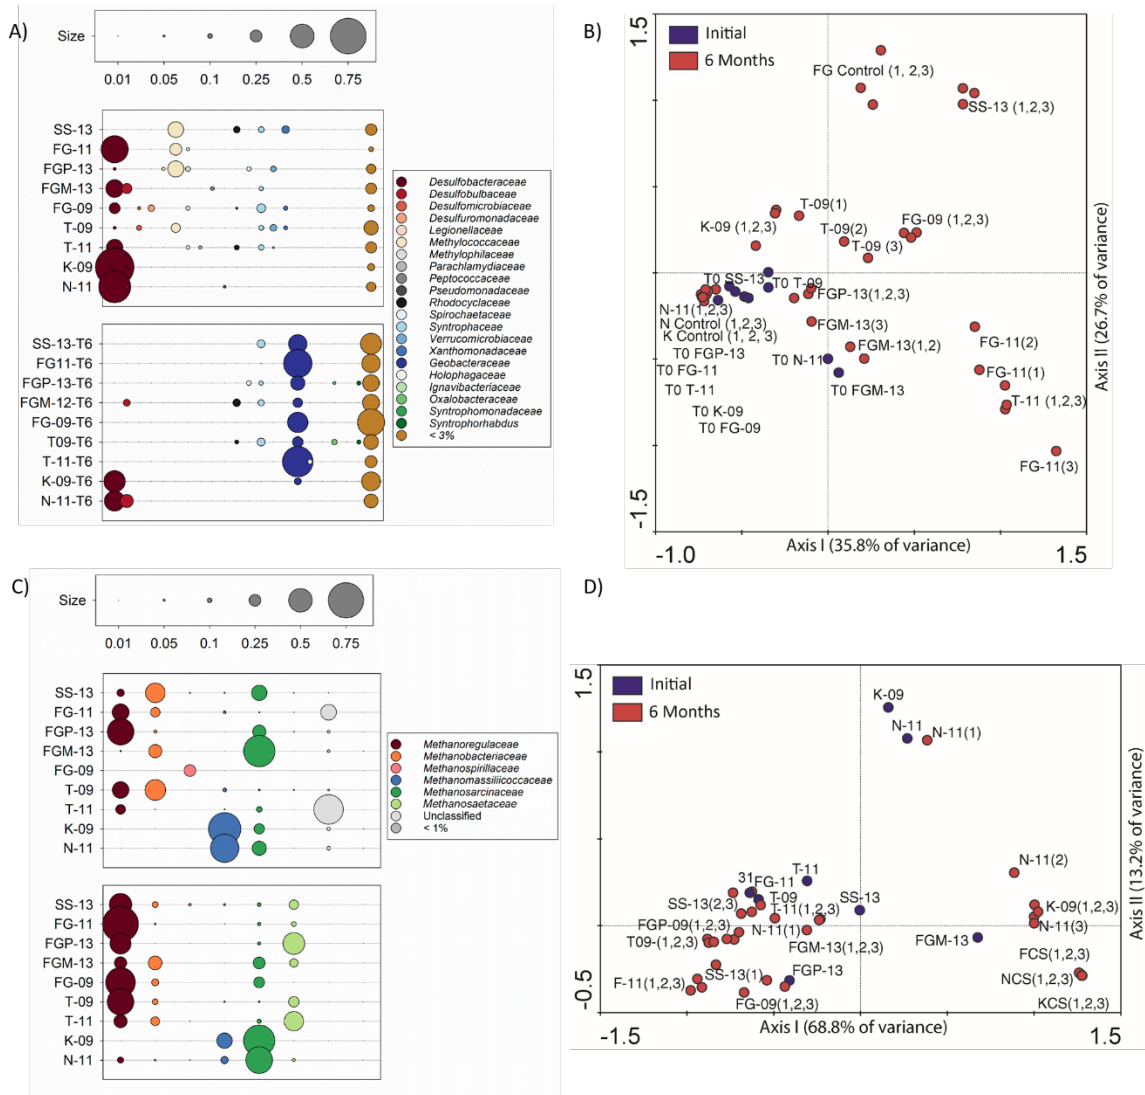 A)
Size
0.01 0.05 0.1 0.25 0.5 0.75
SS-13
FG-11
FGP-13
FGM-13
FG-09
T-09
T-11
K-09
N-11
SS-13-T6
FG11-T6
FGP-13-T6
FGM-12-T6
FG-09-T6
T09-T6
T-11-T6
K-09-T6
N-11-T6
Desulfobacteraceae
Desulfobulbaceae
Desulfomicrobiaceae
Desulfuromonadaceae
Legionellaceae
Methylococcaceae
Methylophilaceae
Parachlamydiaceae
Peptococcaceae
Pseudomonadaceae
Rhodocyclaceae
Spirochaetaceae
Syntrophaceae
Verrucomicrobiaceae
Xanthomonadaceae
Geobacteraceae
Holophagaceae
Ignavibacteriaceae
Oxalobacteraceae
Syntrophomonadaceae
Syntrophorhabdus
< 3%
B)
1.5
Initial
6 Months
FG Control (1, 2,3)
SS-13 (1,2,3)
T-09(1)
K-09 (1,2,3)
T-09(2)
FG-09 (1,2,3)
T-09 (3)
T0 SS-13
T0 T-09
FGP-13(1,2,3)
N-11(1,2,3)
N Control (1,2,3)
FGM-13(3)
K Control (1, 2, 3)
FGM-13(1,2)
FG-11(2)
T0 FGP-13
T0 N-11
T0 FG-11
FG-11(1)
T0 T-11
T0 FGM-13
T-11 (1,2,3)
T0 K-09
T0 FG-09
FG-11(3)
Axis II (26.7% of variance)
-1.5
Axis I (35.8% of variance)
-1.0 1.5
C)
Size
0.01 0.05 0.1 0.25 0.5 0.75
SS-13
FG-11
FGP-13
FGM-13
FG-09
T-09
T-11
K-09
N-11
SS-13
FG-11
FGP-13
FGM-13
FG-09
T-09
T-11
K-09
N-11
Methanoregulaceae
Methanobacteriaceae
Methanospirillaceae
Methanomassiliicoccaceae
Methanosarcinaceae
Methanosaetaceae
Unclassified
< 1%
D)
1.5
Initial
6 Months
K-09
N-11
N-11(1)
N-11(2)
T-11
31
FG-11
T-09
SS-13
SS-13(2,3)
T-11(1,2,3)
K-09(1,2,3)
FGP-09(1,2,3)
N-11(1)
N-11(3)
T09-(1,2,3)
FGM-13(1,2,3)
FGM-13
FCS(1,2,3)
SS-13(1)
FGP-13
NCS(1,2,3)
F-11(1,2,3)
FG-09(1,2,3)
KCS(1,2,3)
Axis II (13.2% of variance)
-0.5
Axis I (68.8% of variance)
-1.5 1.5